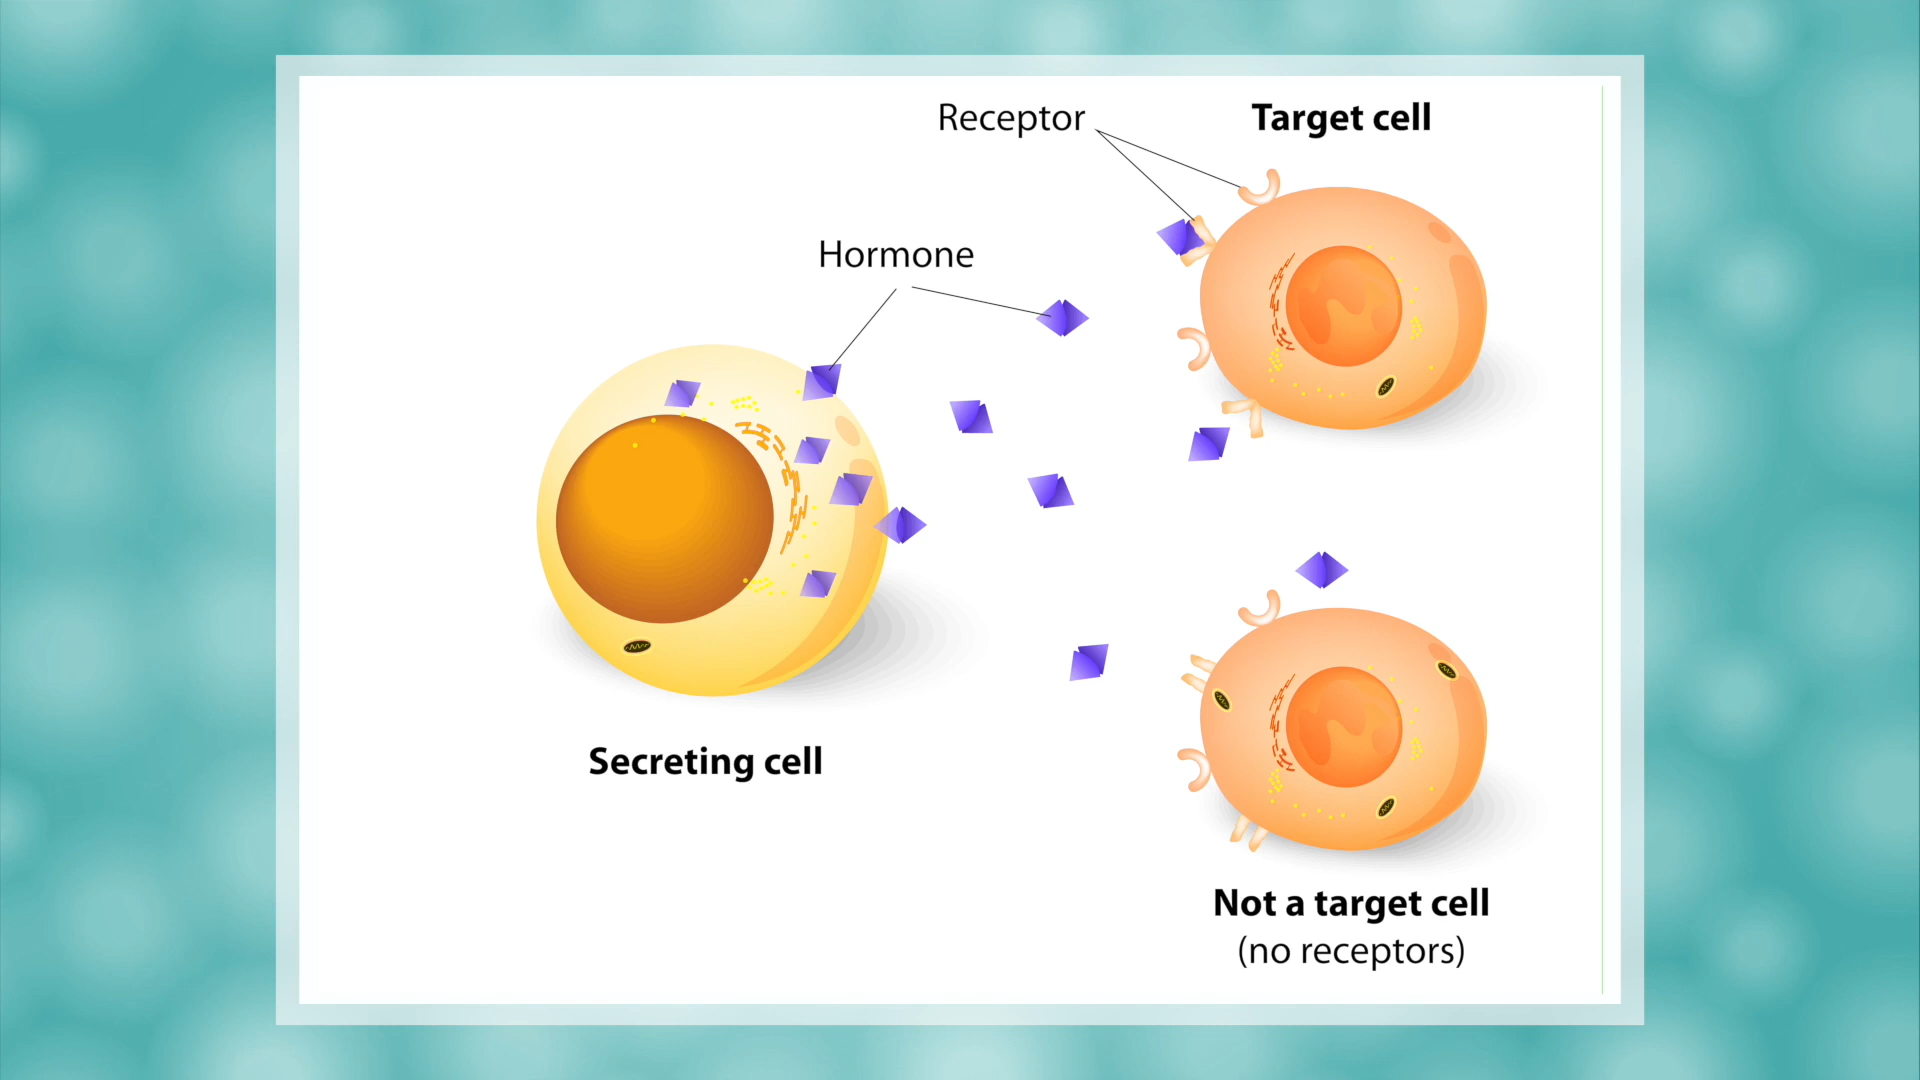 Receptor
Target cell
Hormone
Secreting cell
Not a target cell
(no receptors)